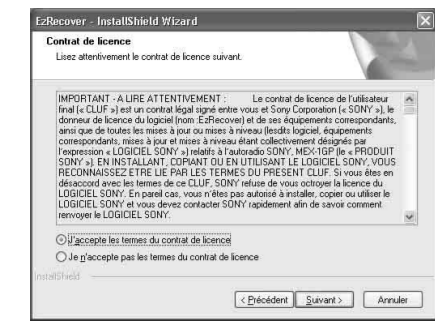 EzRecover - InstallShield Wizard
Contrat de licence
Lisez attentivement le contrat de licence suivant.
IMPORTANT - A LIRE ATTENTIVEMENT : Le contrat de licence de l'utilisateur
final (« CLUF ») est un contrat légal signé entre vous et Sony Corporation (« SONY »), le
donneur de licence du logiciel (nom :EzRecover) et de ses équipements correspondants,
ainsi que de toutes les mises à jour ou mises à niveau (lesdits logiciel, équipements
correspondants, mises à jour et mises à niveau étant collectivement désignés par
l'expression « LOGICIEL SONY ») relatifs à l'autoradio SONY, MEX-1GP (le « PRODUIT
SONY »). EN INSTALLANT, COPIANT OU EN UTILISANT LE LOGICIEL SONY, VOUS
RECONNAISSEZ ETRE LIE PAR LES TERMES DU PRESENT CLUF. Si vous êtes en
désaccord avec les termes de ce CLUF, SONY refuse de vous octroyer la licence du
LOGICIEL SONY. En pareil cas, vous n'êtes pas autorisé à installer, copier ou utiliser le
LOGICIEL SONY et vous devez contacter SONY rapidement afin de savoir comment
renvoyer le LOGICIEL SONY.
J'accepte les termes du contrat de licence
Je n'accepte pas les termes du contrat de licence
InstallShield
< Précédent Suivant > Annuler